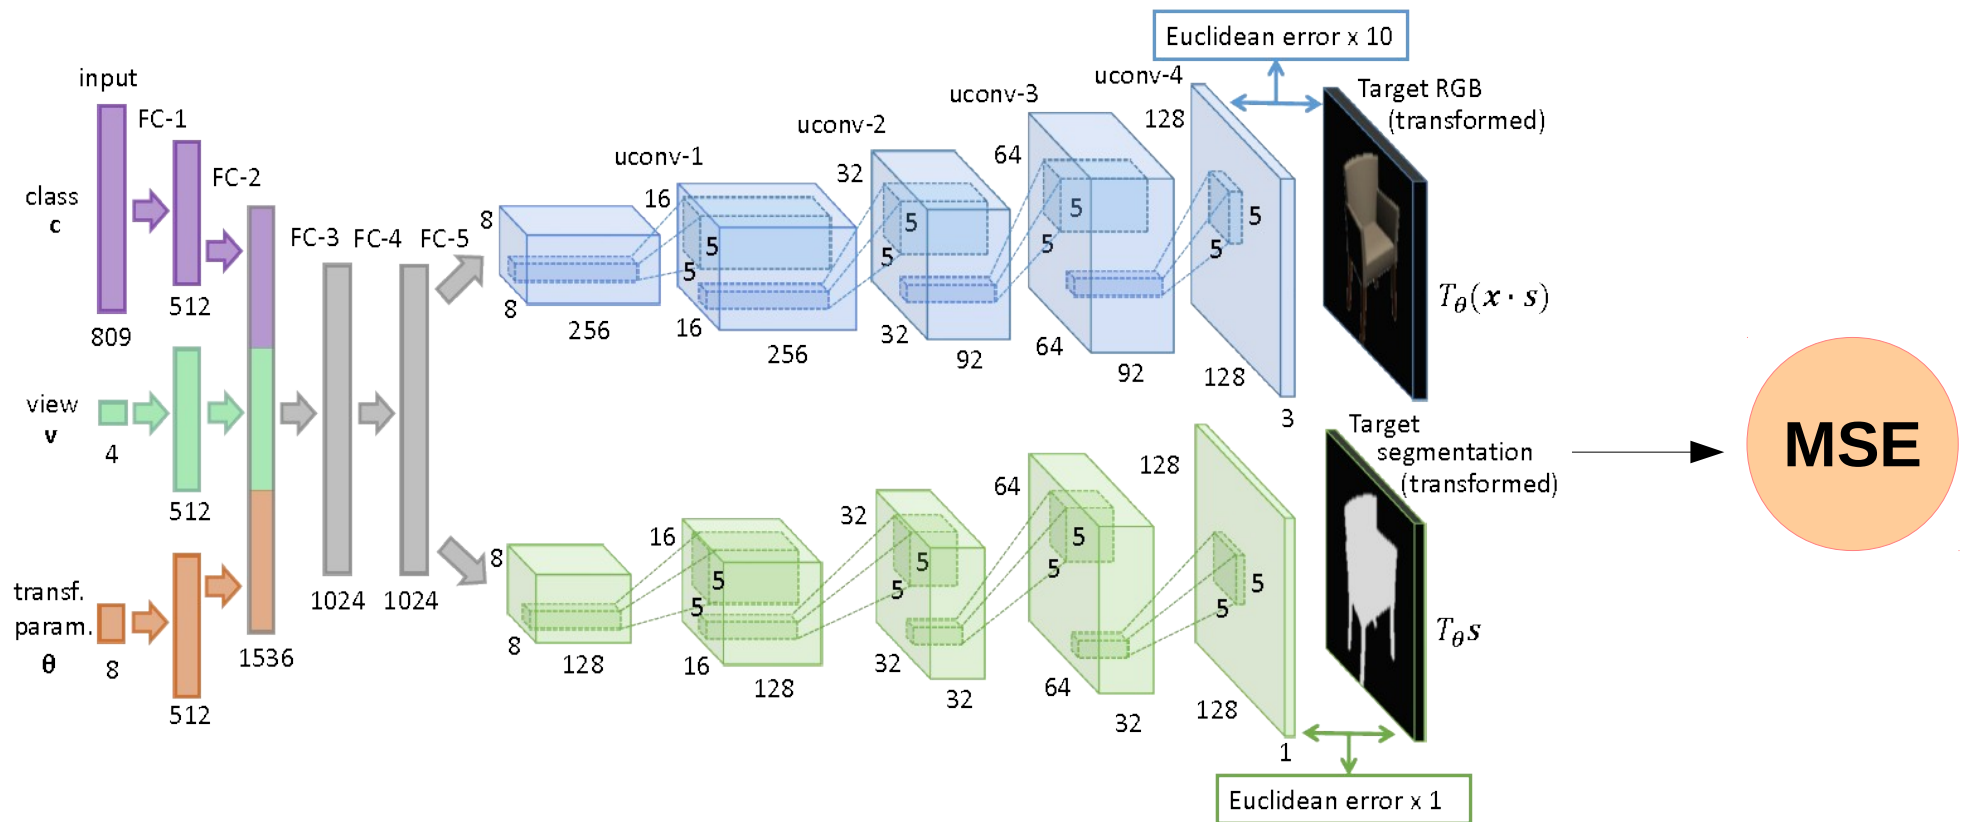 input
FC-1
FC-2
class
c
809
512
view
v
4
512
transf.
param.
θ
8
512
1536
FC-3
FC-4
FC-5
1024
1024
uconv-1
uconv-2
uconv-3
uconv-4
8
8
256
16
16
5
5
256
32
32
5
5
92
64
64
5
5
92
128
128
5
5
3
Euclidean error x 10
Target RGB
(transformed)
Tθ(x · s)
8
8
128
16
16
5
5
128
32
32
5
5
32
64
64
5
5
32
128
128
5
5
1
Target
segmentation
(transformed)
Tθs
Euclidean error x 1
MSE